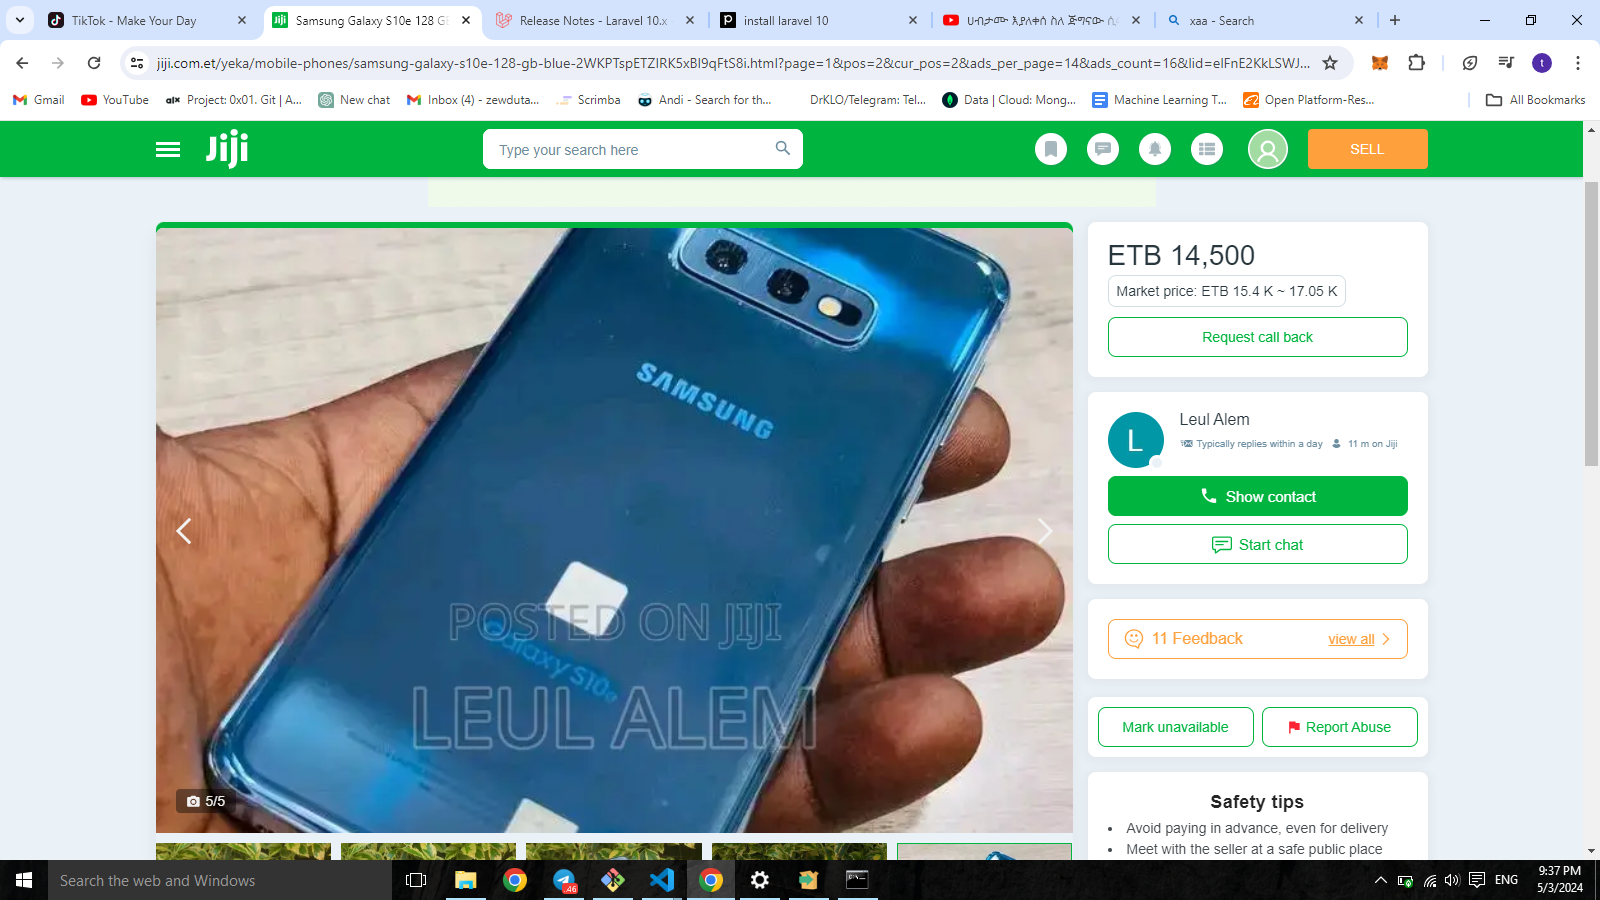 TikTok - Make Your Day
Samsung Galaxy S10e 128 GB
Release Notes - Laravel 10.x
install laravel 10
xaa - Search
jiji.com.et/yeka/mobile-phones/samsung-galaxy-s10e-128-gb-blue-2WKPTspETZIRK5xBI9qFtS8i.html?page=1&pos=2&cur_pos=2&ads_per_page=14&ads_count=16&lid=elFnE2KkLSWJ...
t
Gmail
YouTube
alx Project: 0x01. Git | A...
New chat
Inbox (4) - zewduta...
Scrimba
Andi - Search for th...
DrKLO/Telegram: Tel...
Data | Cloud: Mong...
Machine Learning T...
Open Platform-Res...
All Bookmarks
Jiji
Type your search here
SELL
SAMSUNG
POSTED ON JIJI
Galaxy S10e
LEUL ALEM
5/5
ETB 14,500
Market price: ETB 15.4 K ~ 17.05 K
Request call back
L
Leul Alem
Typically replies within a day
11 m on Jiji
Show contact
Start chat
11 Feedback
view all
Mark unavailable
Report Abuse
Safety tips
• Avoid paying in advance, even for delivery
• Meet with the seller at a safe public place
Search the web and Windows
46
ENG
9:37 PM
5/3/2024